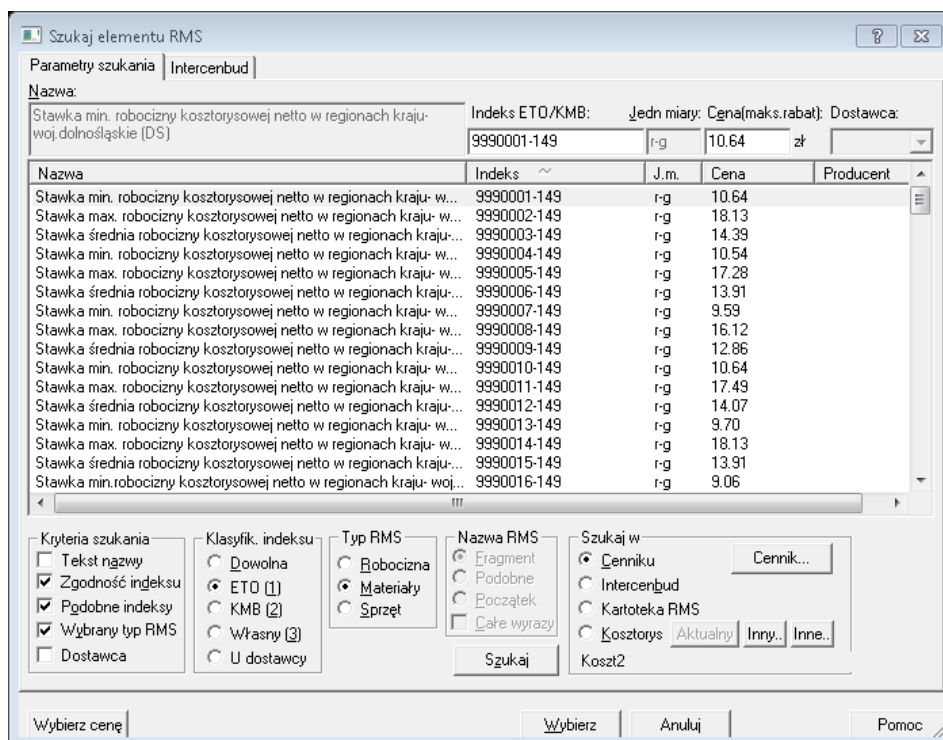 Szukaj elementu RMS
Parametry szukania Intercenbud
Nazwa:
Stawka min. robocizny kosztorysowej netto w regionach kraju- woj.dolnośląskie (DS)
Indeks ETO/KMB: Jedn miary: Cena(maks.rabat): Dostawca:
9990001-149 r-g 10.64 zł
Nazwa Indeks J.m. Cena Producent
Stawka min. robocizny kosztorysowej netto w regionach kraju- w... 9990001-149 r-g 10.64
Stawka max. robocizny kosztorysowej netto w regionach kraju- w... 9990002-149 r-g 18.13
Stawka średnia robocizny kosztorysowej netto w regionach kraju-... 9990003-149 r-g 14.39
Stawka min. robocizny kosztorysowej netto w regionach kraju- w... 9990004-149 r-g 10.54
Stawka max. robocizny kosztorysowej netto w regionach kraju- w... 9990005-149 r-g 17.28
Stawka średnia robocizny kosztorysowej netto w regionach kraju-... 9990006-149 r-g 13.91
Stawka min. robocizny kosztorysowej netto w regionach kraju- w... 9990007-149 r-g 9.59
Stawka max. robocizny kosztorysowej netto w regionach kraju- w... 9990008-149 r-g 16.12
Stawka średnia robocizny kosztorysowej netto w regionach kraju-... 9990009-149 r-g 12.86
Stawka min. robocizny kosztorysowej netto w regionach kraju- w... 9990010-149 r-g 10.64
Stawka max. robocizny kosztorysowej netto w regionach kraju- w... 9990011-149 r-g 17.49
Stawka średnia robocizny kosztorysowej netto w regionach kraju-... 9990012-149 r-g 14.07
Stawka min. robocizny kosztorysowej netto w regionach kraju- w... 9990013-149 r-g 9.70
Stawka max. robocizny kosztorysowej netto w regionach kraju- w... 9990014-149 r-g 18.13
Stawka średnia robocizny kosztorysowej netto w regionach kraju-... 9990015-149 r-g 13.91
Stawka min.robocizny kosztorysowej netto w regionach kraju- woj... 9990016-149 r-g 9.06
Kryteria szukania
Tekst nazwy
Zgodność indeksu
Podobne indeksy
Wybrany typ RMS
Dostawca
Klasyfik. indeksu
Dowolna
ETO (1)
KMB (2)
Własny (3)
U dostawcy
Typ RMS
Robocizna
Materiały
Sprzęt
Nazwa RMS
Fragment
Podobne
Początek
Całe wyrazy
Szukaj
Szukaj w
Cenniku Cennik...
Intercenbud
Kartoteka RMS
Kosztorys Aktualny Inny.. Inne..
Koszt2
Wybierz cenę Wybierz Anuluj Pomoc